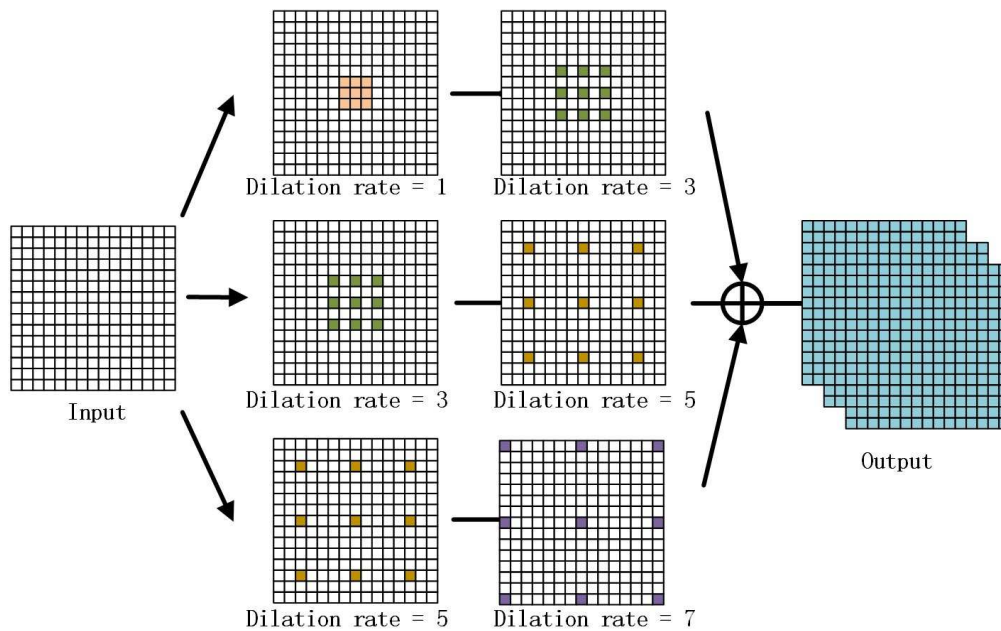 Dilation rate = 1
Dilation rate = 3
Input
Dilation rate = 3
Dilation rate = 5
Output
Dilation rate = 5
Dilation rate = 7